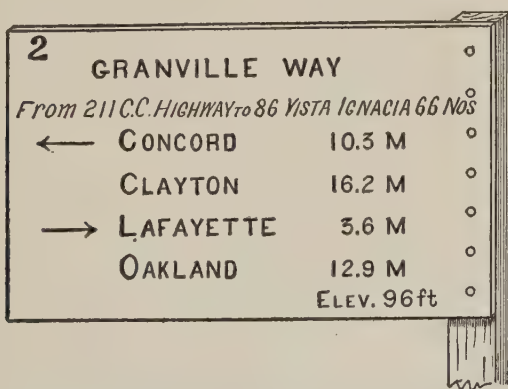 2
GRANVILLE WAY
From 211 C.C. HIGHWAY TO 86 VISTA IGNACIA 66 NOS
← CONCORD 10.3 M
CLAYTON 16.2 M
→ LAFAYETTE 3.6 M
OAKLAND 12.9 M
ELEV. 96ft